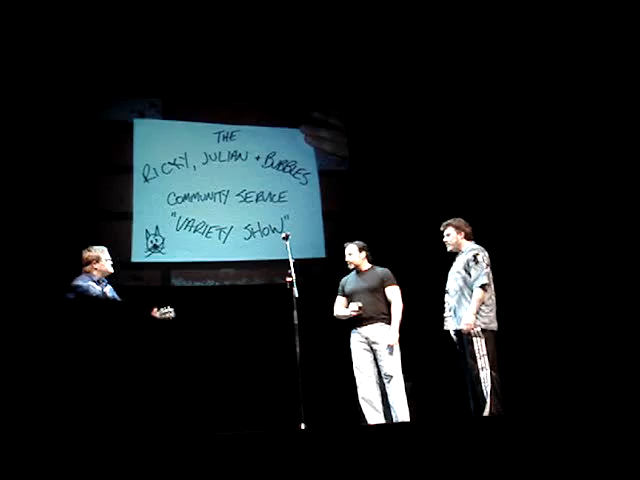 THE
RICKY, JULIAN + BUBBLES
COMMUNITY SERVICE
"VARIETY SHOW"